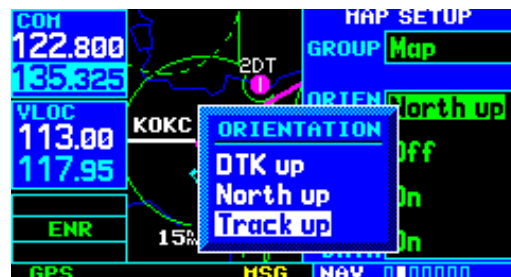 COM
122.800
135.325
VLOC
113.00
117.95
ENR
GPS
2DT
KOKC
15
MSG
MAP SETUP
GROUP Map
North up
Off
On
On
ORIENTATION
DTK up
North up
Track up
NAV